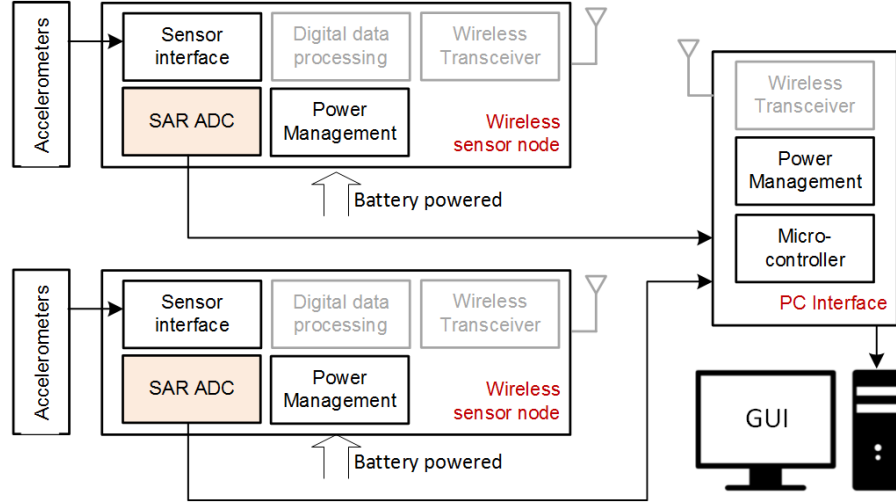 Accelerometers
Sensor
interface
Digital data
processing
Wireless
Transceiver
SAR ADC
Power
Management
Wireless
sensor node
Battery powered
Wireless
Transceiver
Power
Management
Micro-
controller
PC Interface
Accelerometers
Sensor
interface
Digital data
processing
Wireless
Transceiver
SAR ADC
Power
Management
Wireless
sensor node
Battery powered
GUI